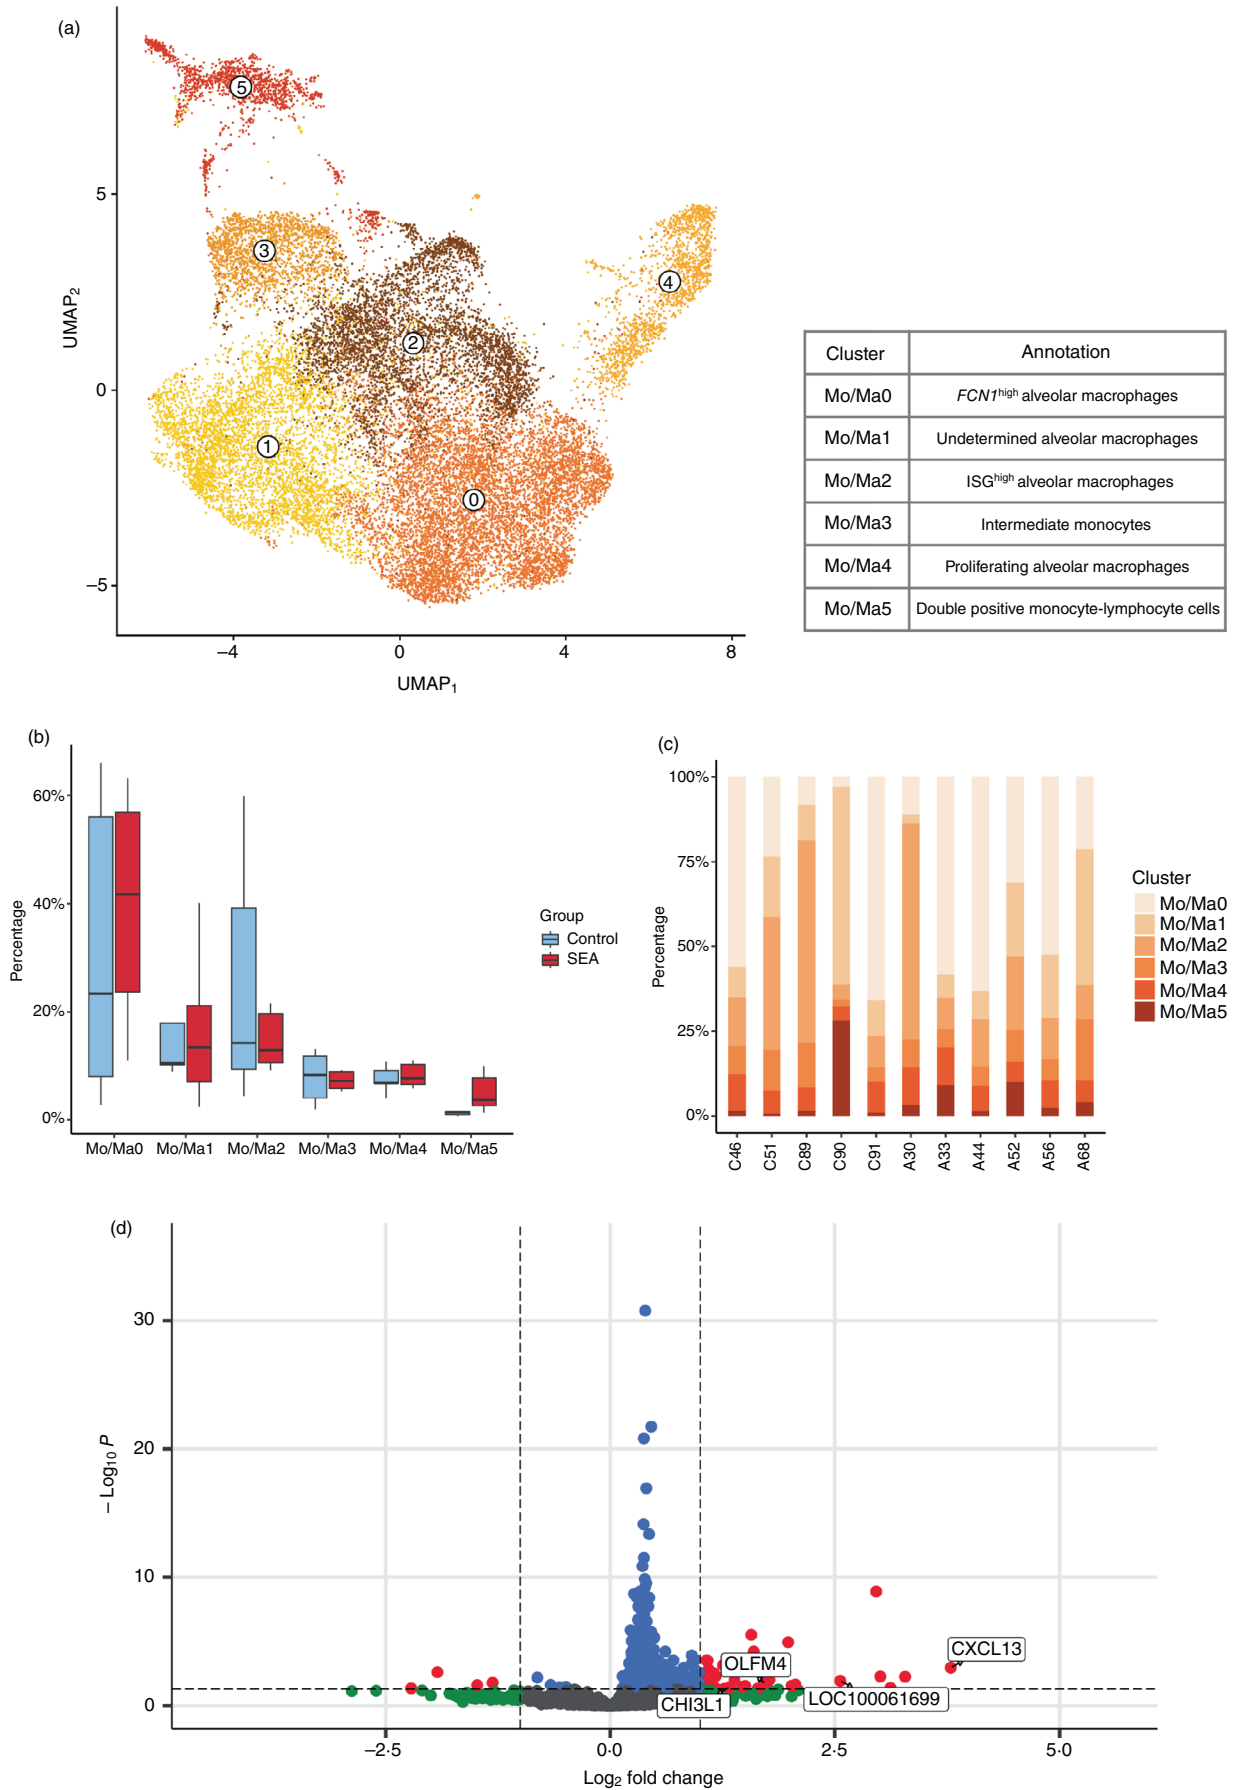 (a)
5
3
4
2
1
0
5
0
−5
−4
0
4
8
UMAP2
UMAP1
Cluster Annotation
Mo/Ma0 FCN1high alveolar macrophages
Mo/Ma1 Undetermined alveolar macrophages
Mo/Ma2 ISGhigh alveolar macrophages
Mo/Ma3 Intermediate monocytes
Mo/Ma4 Proliferating alveolar macrophages
Mo/Ma5 Double positive monocyte-lymphocyte cells
(b)
60%
40%
20%
0%
Percentage
Mo/Ma0 Mo/Ma1 Mo/Ma2 Mo/Ma3 Mo/Ma4 Mo/Ma5
Group
Control
SEA
(c)
100%
75%
50%
25%
0%
Percentage
C46 C51 C89 C90 C91 A30 A33 A44 A52 A56 A68
Cluster
Mo/Ma0
Mo/Ma1
Mo/Ma2
Mo/Ma3
Mo/Ma4
Mo/Ma5
(d)
30
20
10
0
− Log10 P
CXCL13
OLFM4
LOC100061699
CHI3L1
−2·5 0·0 2·5 5·0
Log2 fold change